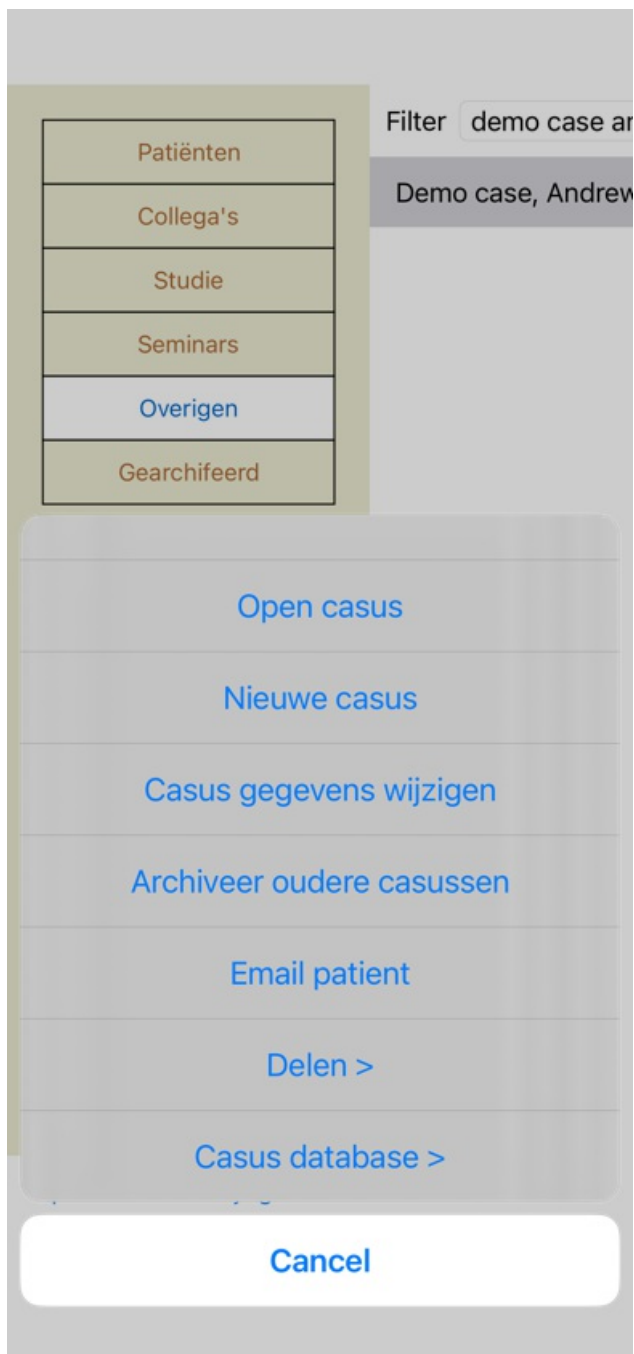 Filter demo case ar
Demo case, Andrew
Patiënten
Collega's
Studie
Seminars
Overigen
Gearchifeerd
Open casus
Nieuwe casus
Casus gegevens wijzigen
Archiveer oudere casussen
Email patient
Delen >
Casus database >
Cancel